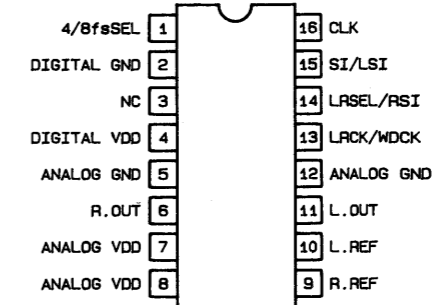 4/8fsSEL 1 16 CLK
DIGITAL GND 2 15 SI/LSI
NC 3 14 LRSEL/RSI
DIGITAL VDD 4 13 LRCK/WDCK
ANALOG GND 5 12 ANALOG GND
R.OUT 6 11 L.OUT
ANALOG VDD 7 10 L.REF
ANALOG VDD 8 9 R.REF